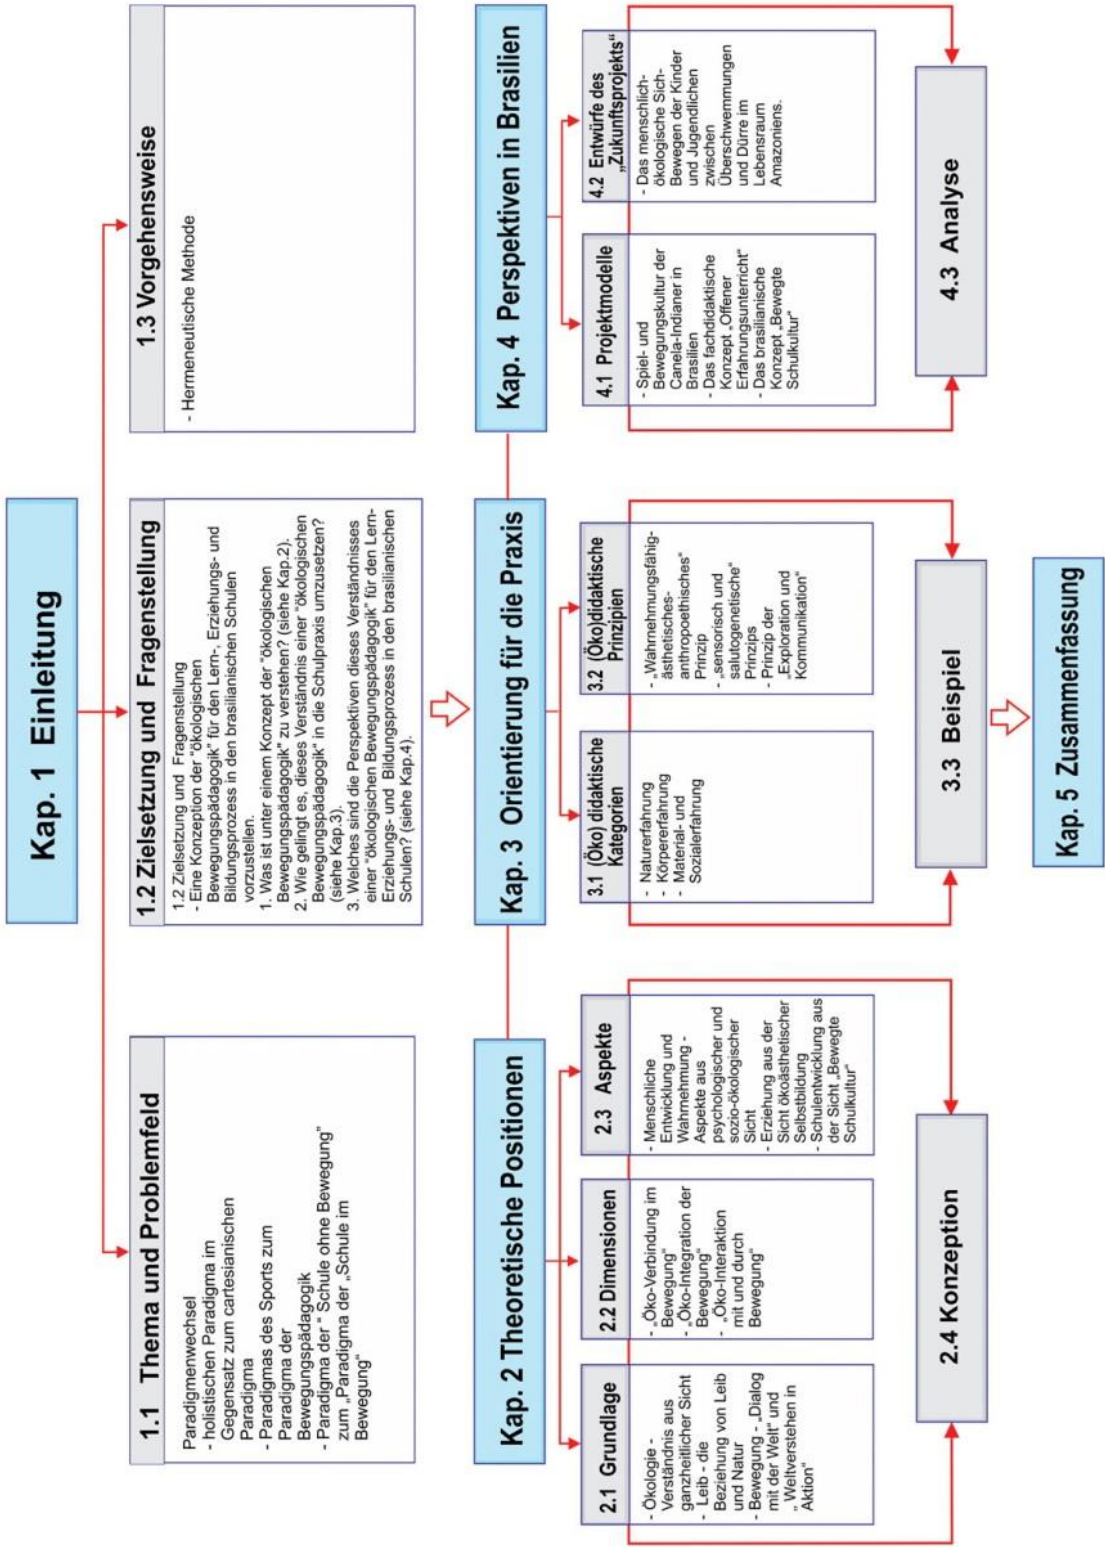 Kap. 1  Einleitung
1.1  Thema und Problemfeld
Paradigmenwechsel
- holistischen Paradigma im
Gegensatz zum cartesianischen
Paradigma
- Paradigmas des Sports zum
Paradigma der
Bewegungspädagogik
- Paradigma der " Schule ohne Bewegung"
zum „Paradigma der „Schule im
Bewegung“
1.2 Zielsetzung und  Fragenstellung
1.2 Zielsetzung und  Fragenstellung
- Eine Konzeption der "ökologischen
Bewegungspädagogik" für den Lern-, Erziehungs- und
Bildungsprozess in den brasilianischen Schulen
vorzustellen.
1. Was ist unter einem Konzept der "ökologischen
Bewegungspädagogik" zu verstehen? (siehe Kap.2).
2. Wie gelingt es, dieses Verständnis einer "ökologischen
Bewegungspädagogik" in die Schulpraxis umzusetzen?
(siehe Kap.3).
3. Welches sind die Perspektiven dieses Verständnisses
einer "ökologischen Bewegungspädagogik" für den Lern-
Erziehungs- und  Bildungsprozess in den brasilianischen
Schulen? (siehe Kap.4).
1.3 Vorgehensweise
- Hermeneutische Methode
Kap. 2 Theoretische Positionen
2.1  Grundlage
- Ökologie -
Verständnis aus
ganzheitlicher Sicht
- Leib - die
Beziehung von Leib
und Natur
- Bewegung - „Dialog
mit der Welt“ und
„ Weltverstehen in
Aktion“
2.2 Dimensionen
- „Öko-Verbindung im
Bewegung“
- „Öko-Integration der
Bewegung“
- „Öko-Interaktion
mit und durch
Bewegung“
2.3  Aspekte
- Menschliche
Entwicklung und
Wahrnehmung -
Aspekte aus
psychologischer und
sozio-ökologischer
Sicht
- Erziehung aus der
Sicht ökoästhetischer
Selbstbildung
- Schulentwicklung aus
der Sicht „Bewegte
Schulkultur“
2.4 Konzeption
Kap. 3  Orientierung für die Praxis
3.1 (Öko) didaktische
Kategorien
- Naturerfahrung
- Körpererfahrung
- Material- und
Sozialerfahrung
3.2 (Öko)didaktische
Prinzipien
- „Wahrnehmungsfähig-
ästhetisches-
anthropoethisches“
Prinzip
- „sensorisch und
salutogenetische“
Prinzips
- Prinzip der
„Exploration und
Kommunikation“
3.3 Beispiel
Kap. 4  Perspektiven in Brasilien
4.1  Projektmodelle
- Spiel- und
Bewegungskultur der
Canela-Indianer in
Brasilien
- Das fachdidaktische
Konzept „Offener
Erfahrungsunterricht“
- Das brasilianische
Konzept „Bewegte
Schulkultur“
4.2  Entwürfe des
„Zukunftsprojekts“
- Das menschlich-
ökologische Sich-
Bewegen der Kinder
und Jugendlichen
zwischen
Überschwemmungen
und Dürre im
Lebensraum
Amazoniens.
4.3  Analyse
Kap. 5  Zusammenfassung